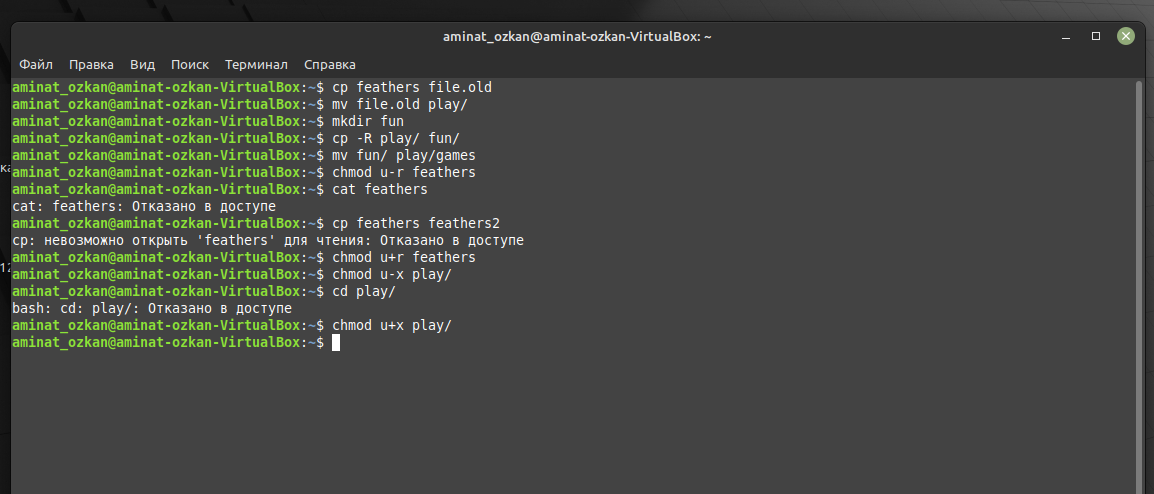 aminat_ozkan@aminat-ozkan-VirtualBox: ~
Файл Правка Вид Поиск Терминал Справка
aminat_ozkan@aminat-ozkan-VirtualBox:~$ cp feathers file.old
aminat_ozkan@aminat-ozkan-VirtualBox:~$ mv file.old play/
aminat_ozkan@aminat-ozkan-VirtualBox:~$ mkdir fun
aminat_ozkan@aminat-ozkan-VirtualBox:~$ cp -R play/ fun/
aminat_ozkan@aminat-ozkan-VirtualBox:~$ mv fun/ play/games
aminat_ozkan@aminat-ozkan-VirtualBox:~$ chmod u-r feathers
aminat_ozkan@aminat-ozkan-VirtualBox:~$ cat feathers
cat: feathers: Отказано в доступе
aminat_ozkan@aminat-ozkan-VirtualBox:~$ cp feathers feathers2
cp: невозможно открыть 'feathers' для чтения: Отказано в доступе
aminat_ozkan@aminat-ozkan-VirtualBox:~$ chmod u+r feathers
aminat_ozkan@aminat-ozkan-VirtualBox:~$ chmod u-x play/
aminat_ozkan@aminat-ozkan-VirtualBox:~$ cd play/
bash: cd: play/: Отказано в доступе
aminat_ozkan@aminat-ozkan-VirtualBox:~$ chmod u+x play/
aminat_ozkan@aminat-ozkan-VirtualBox:~$